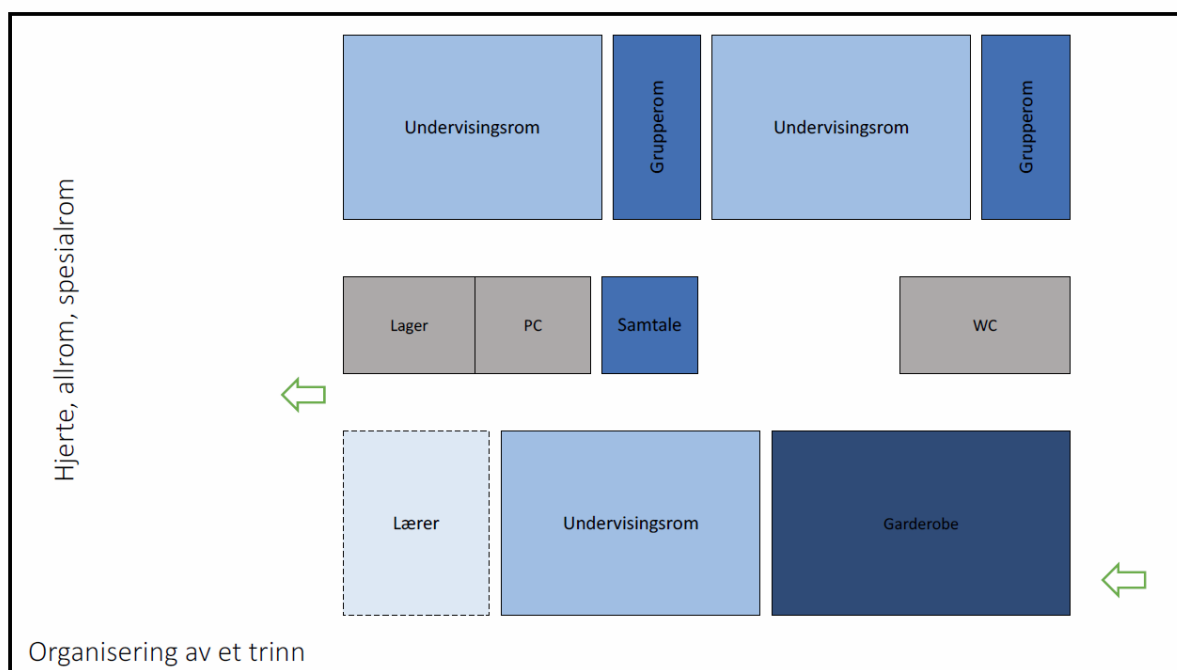 Undervisingsrom
Grupperom
Undervisingsrom
Grupperom
Hjerte, allrom, spesialrom
Lager
PC
Samtale
WC
Lærer
Undervisingsrom
Garderobe
Organisering av et trinn